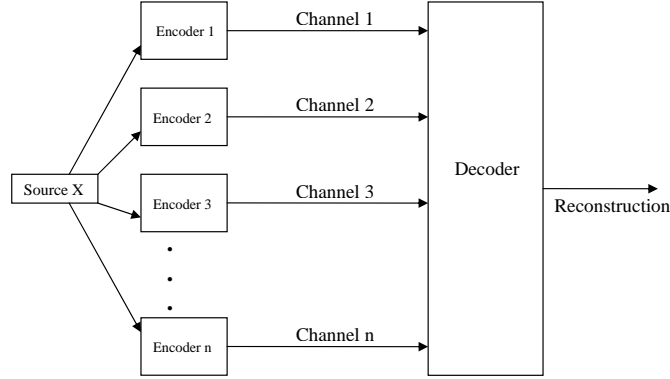 Encoder 1
Channel 1
Encoder 2
Channel 2
Source X
Encoder 3
Channel 3
Decoder
Reconstruction
Encoder n
Channel n